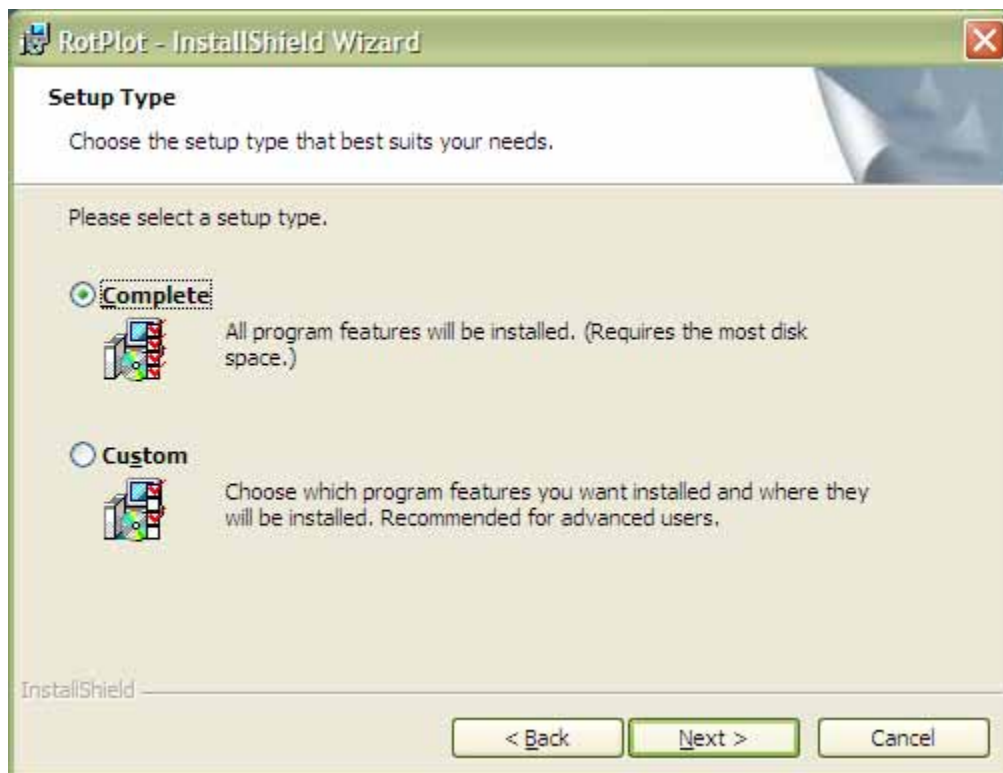 RotPlot - InstallShield Wizard
Setup Type
Choose the setup type that best suits your needs.
Please select a setup type.
Complete
All program features will be installed. (Requires the most disk
space.)
Custom
Choose which program features you want installed and where they
will be installed. Recommended for advanced users.
InstallShield
< Back Next > Cancel